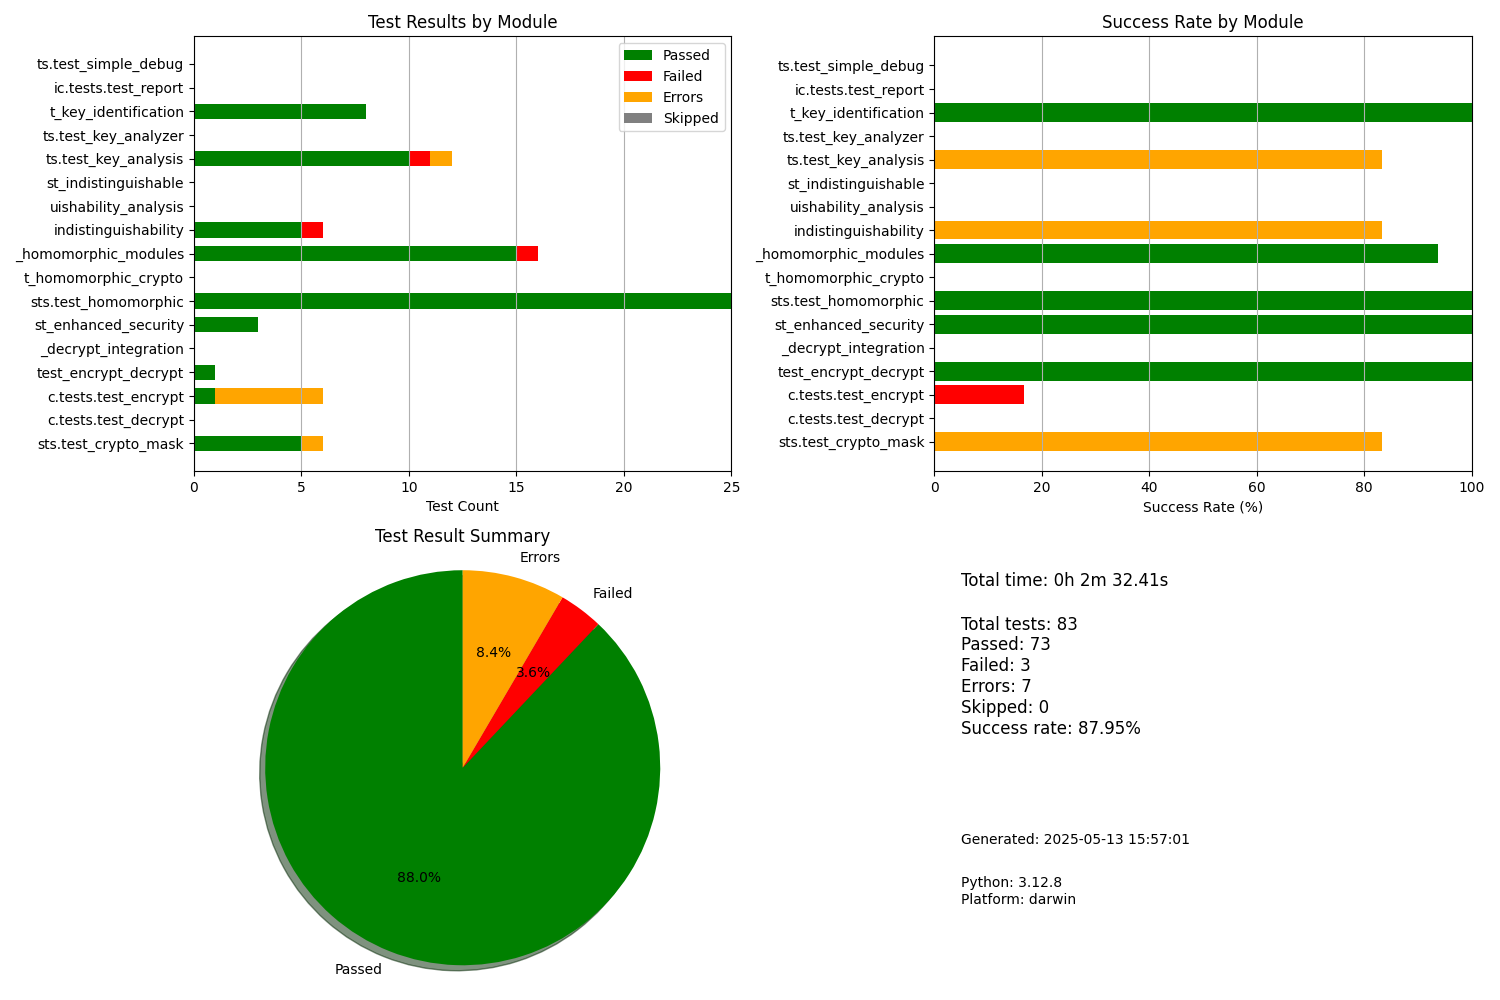 Test Results by Module
ts.test_simple_debug
ic.tests.test_report
t_key_identification
ts.test_key_analyzer
ts.test_key_analysis
st_indistinguishable
uishability_analysis
indistinguishability
_homomorphic_modules
t_homomorphic_crypto
sts.test_homomorphic
st_enhanced_security
_decrypt_integration
test_encrypt_decrypt
c.tests.test_encrypt
c.tests.test_decrypt
sts.test_crypto_mask
Passed
Failed
Errors
Skipped
0 5 10 15 20 25
Test Count
Success Rate by Module
ts.test_simple_debug
ic.tests.test_report
t_key_identification
ts.test_key_analyzer
ts.test_key_analysis
st_indistinguishable
uishability_analysis
indistinguishability
_homomorphic_modules
t_homomorphic_crypto
sts.test_homomorphic
st_enhanced_security
_decrypt_integration
test_encrypt_decrypt
c.tests.test_encrypt
c.tests.test_decrypt
sts.test_crypto_mask
0 20 40 60 80 100
Success Rate (%)
Test Result Summary
Errors
Failed
8.4%
3.6%
88.0%
Passed
Total time: 0h 2m 32.41s
Total tests: 83
Passed: 73
Failed: 3
Errors: 7
Skipped: 0
Success rate: 87.95%
Generated: 2025-05-13 15:57:01
Python: 3.12.8
Platform: darwin